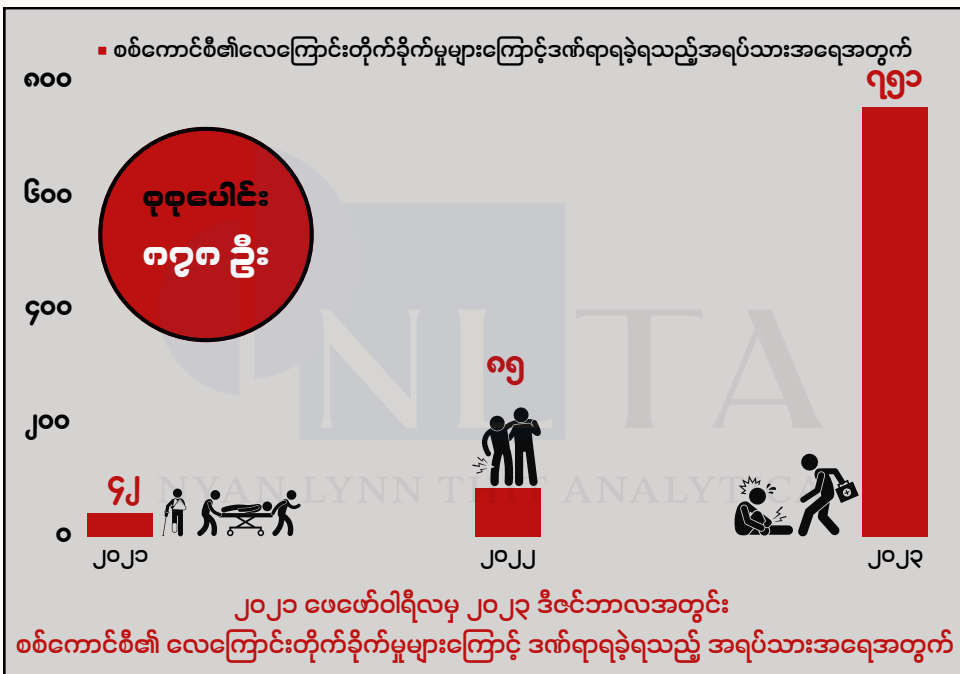 ▪ စစ်ကောင်စီ၏လေကြောင်းတိုက်ခိုက်မှုများကြောင့်ဒဏ်ရာရခဲ့ရသည့်အရပ်သားအရေအတွက်
၈၀၀
၇၅၁
၆၀၀
စုစုပေါင်း
၈၇၈ ဦး
၄၀၀
NLTA
၈၅
၂၀၀
၄၂
NYAN LYNN THIT ANALYTICA
၀
၂၀၂၁
၂၀၂၂
၂၀၂၃
၂၀၂၁ ဖေဖော်ဝါရီလမှ ၂၀၂၃ ဒီဇင်ဘာလအတွင်း
စစ်ကောင်စီ၏ လေကြောင်းတိုက်ခိုက်မှုများကြောင့် ဒဏ်ရာရခဲ့ရသည့် အရပ်သားအရေအတွက်